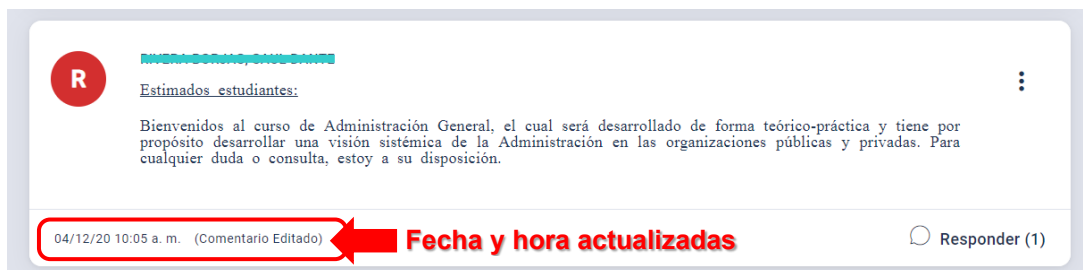 R
Estimados estudiantes:
Bienvenidos al curso de Administración General, el cual será desarrollado de forma teórico-práctica y tiene por
propósito desarrollar una visión sistémica de la Administración en las organizaciones públicas y privadas. Para
cualquier duda o consulta, estoy a su disposición.
04/12/20 10:05 a. m. (Comentario Editado) Fecha y hora actualizadas Responder (1)